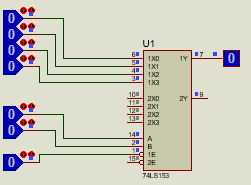 0
0
0
0
0
0
0
U1
6 1X0 1Y 7 0
5 1X1
4 1X2
3 1X3
10 2X0 2Y 9
11 2X1
12 2X2
13 2X3
14 A
2 B
1 1E
15 2E
74LS153